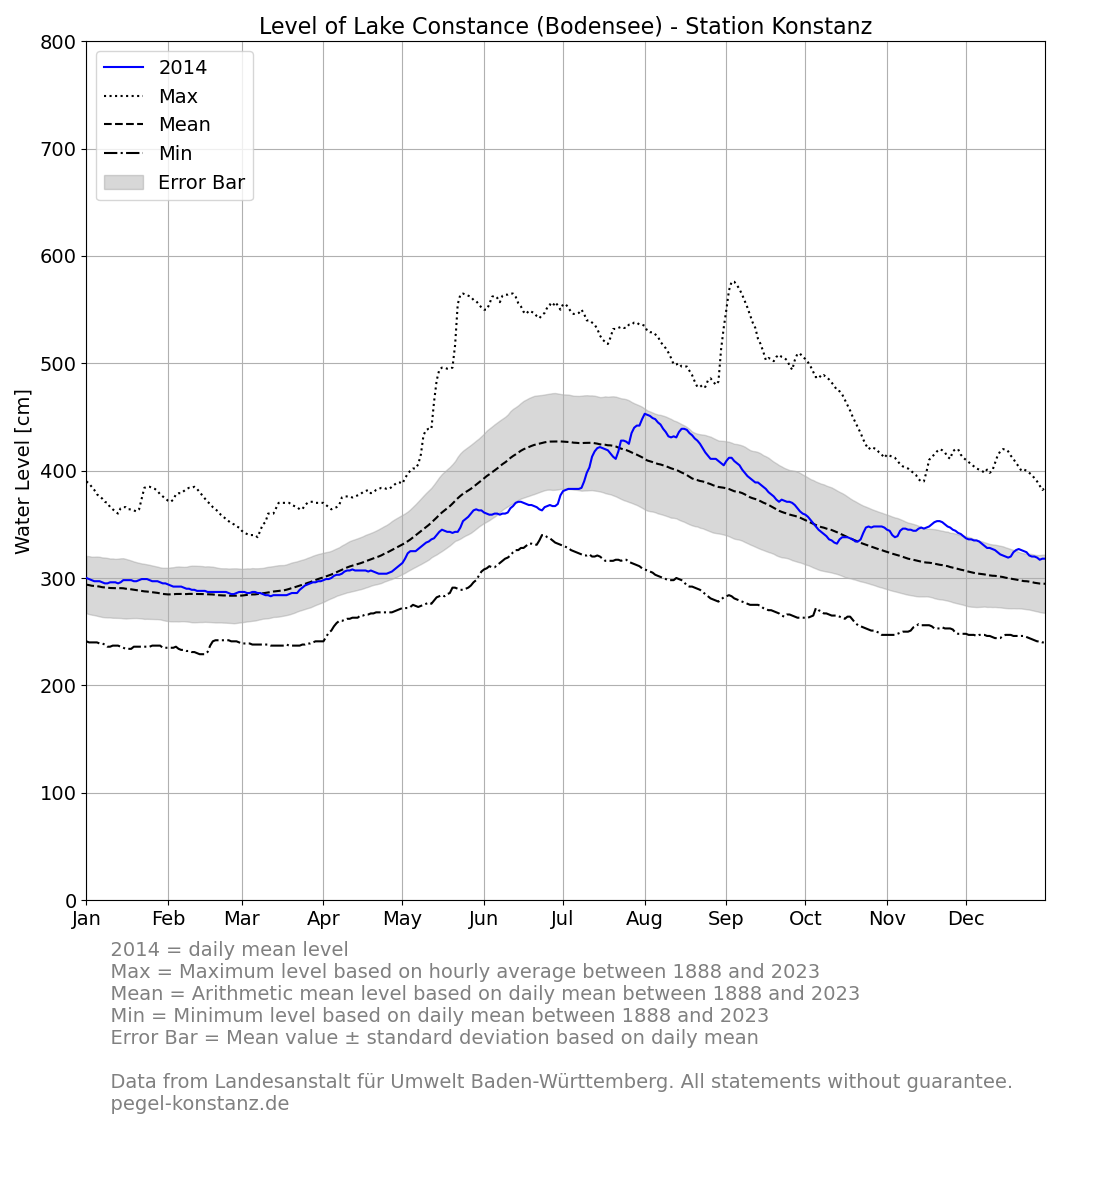 Level of Lake Constance (Bodensee) - Station Konstanz
800
700
600
500
400
300
200
100
0
Water Level [cm]
2014
Max
Mean
Min
Error Bar
Jan Feb Mar Apr May Jun Jul Aug Sep Oct Nov Dec
2014 = daily mean level
Max = Maximum level based on hourly average between 1888 and 2023
Mean = Arithmetic mean level based on daily mean between 1888 and 2023
Min = Minimum level based on daily mean between 1888 and 2023
Error Bar = Mean value ± standard deviation based on daily mean
Data from Landesanstalt für Umwelt Baden-Württemberg. All statements without guarantee.
pegel-konstanz.de